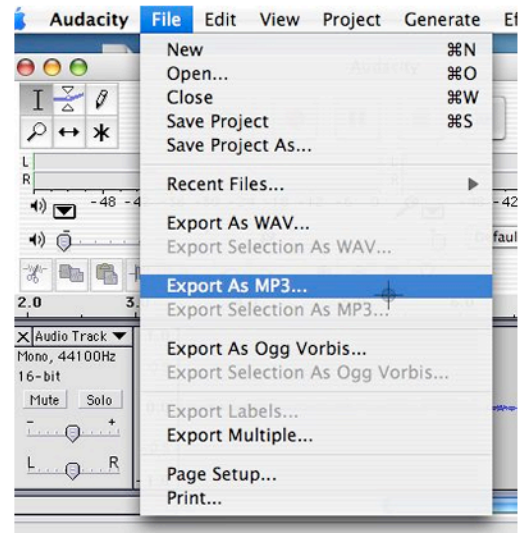 Audacity File Edit View Project Generate
New ⌘N
Open... ⌘O
Close ⌘W
Save Project ⌘S
Save Project As...
Recent Files... ▶
Export As WAV...
Export Selection As WAV...
Export As MP3...
Export Selection As MP3...
Export As Ogg Vorbis...
Export Selection As Ogg Vorbis...
Export Labels...
Export Multiple...
Page Setup...
Print...
L
R
-48
-42
2.0
Audio Track
Mono, 44100Hz
16-bit
Mute Solo
- +
L R